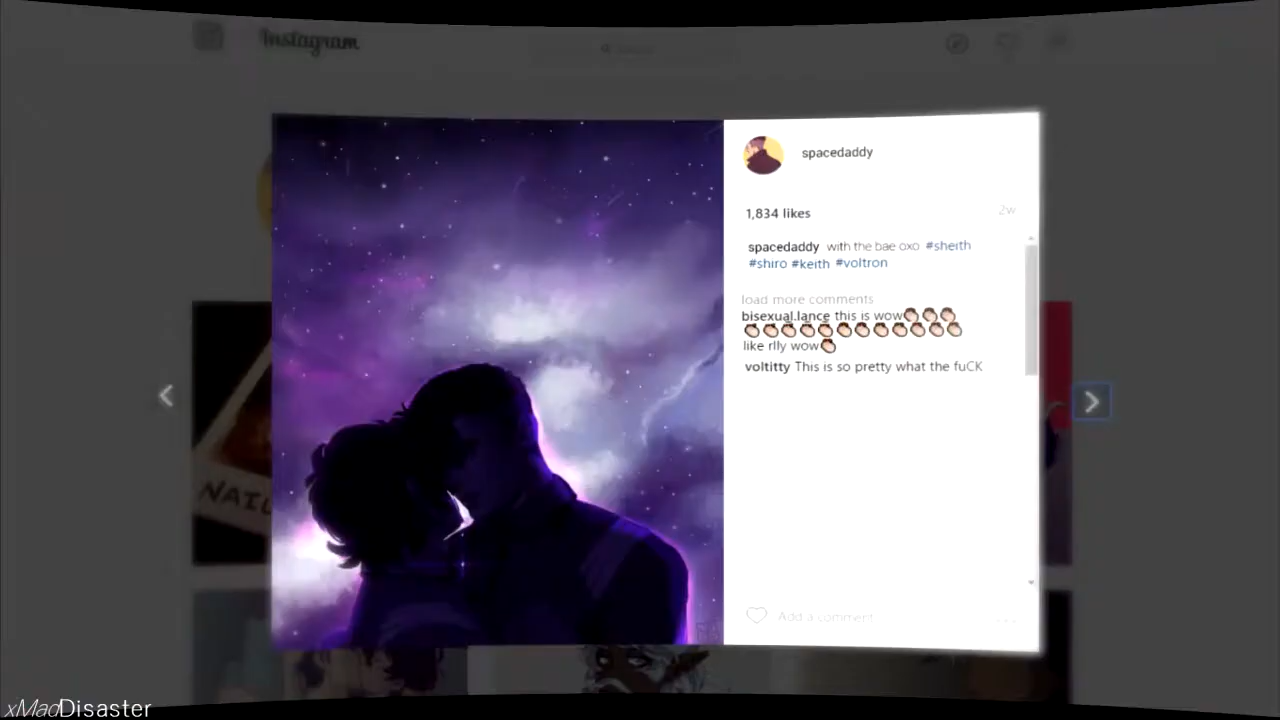 Instagram
Search
spacedaddy
1,834 likes
2w
spacedaddy with the bae oxo #sheith
#shiro #keith #voltron
load more comments
bisexual.lance this is wow
like rlly wow
voltitty This is so pretty what the fuCK
Add a comment
xMadDisaster